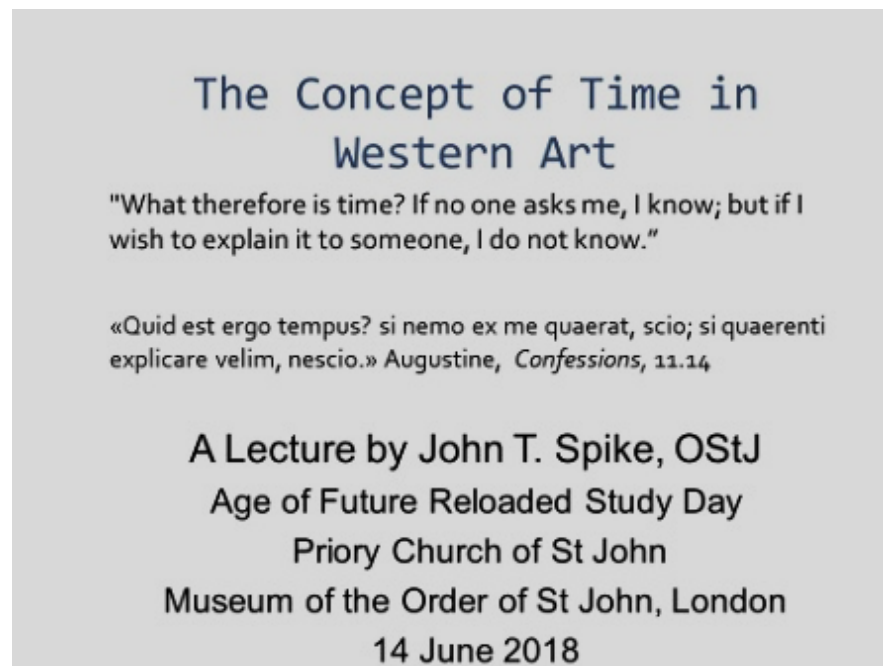 The Concept of Time in
Western Art
"What therefore is time? If no one asks me, I know; but if I
wish to explain it to someone, I do not know.”
«Quid est ergo tempus? si nemo ex me quaerat, scio; si quaerenti
explicare velim, nescio.» Augustine, Confessions, 11.14
A Lecture by John T. Spike, OStJ
Age of Future Reloaded Study Day
Priory Church of St John
Museum of the Order of St John, London
14 June 2018